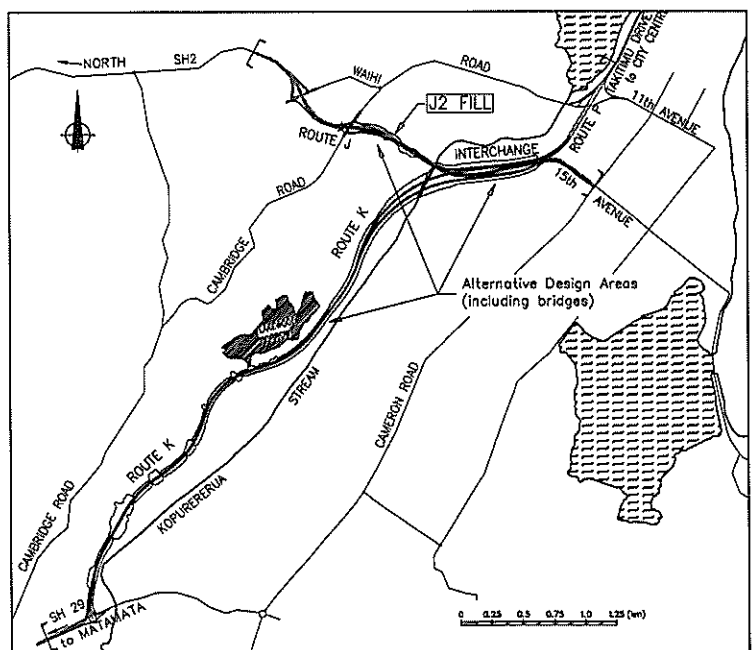 NORTH
SH2
WAIHI
ROAD
TAKITIMU DRIVE
to CITY CENTRE
J2 FILL
11th AVENUE
ROUTE J
INTERCHANGE
ROUTE P
15th AVENUE
ROAD
CAMBRIDGE
ROUTE K
Alternative Design Areas
(including bridges)
STREAM
CAMERON ROAD
ROUTE K
KOPURERERUA
CAMBRIDGE ROAD
SH 29
to MATAMATA
0 0.25 0.5 0.75 1.0 1.25 (km)